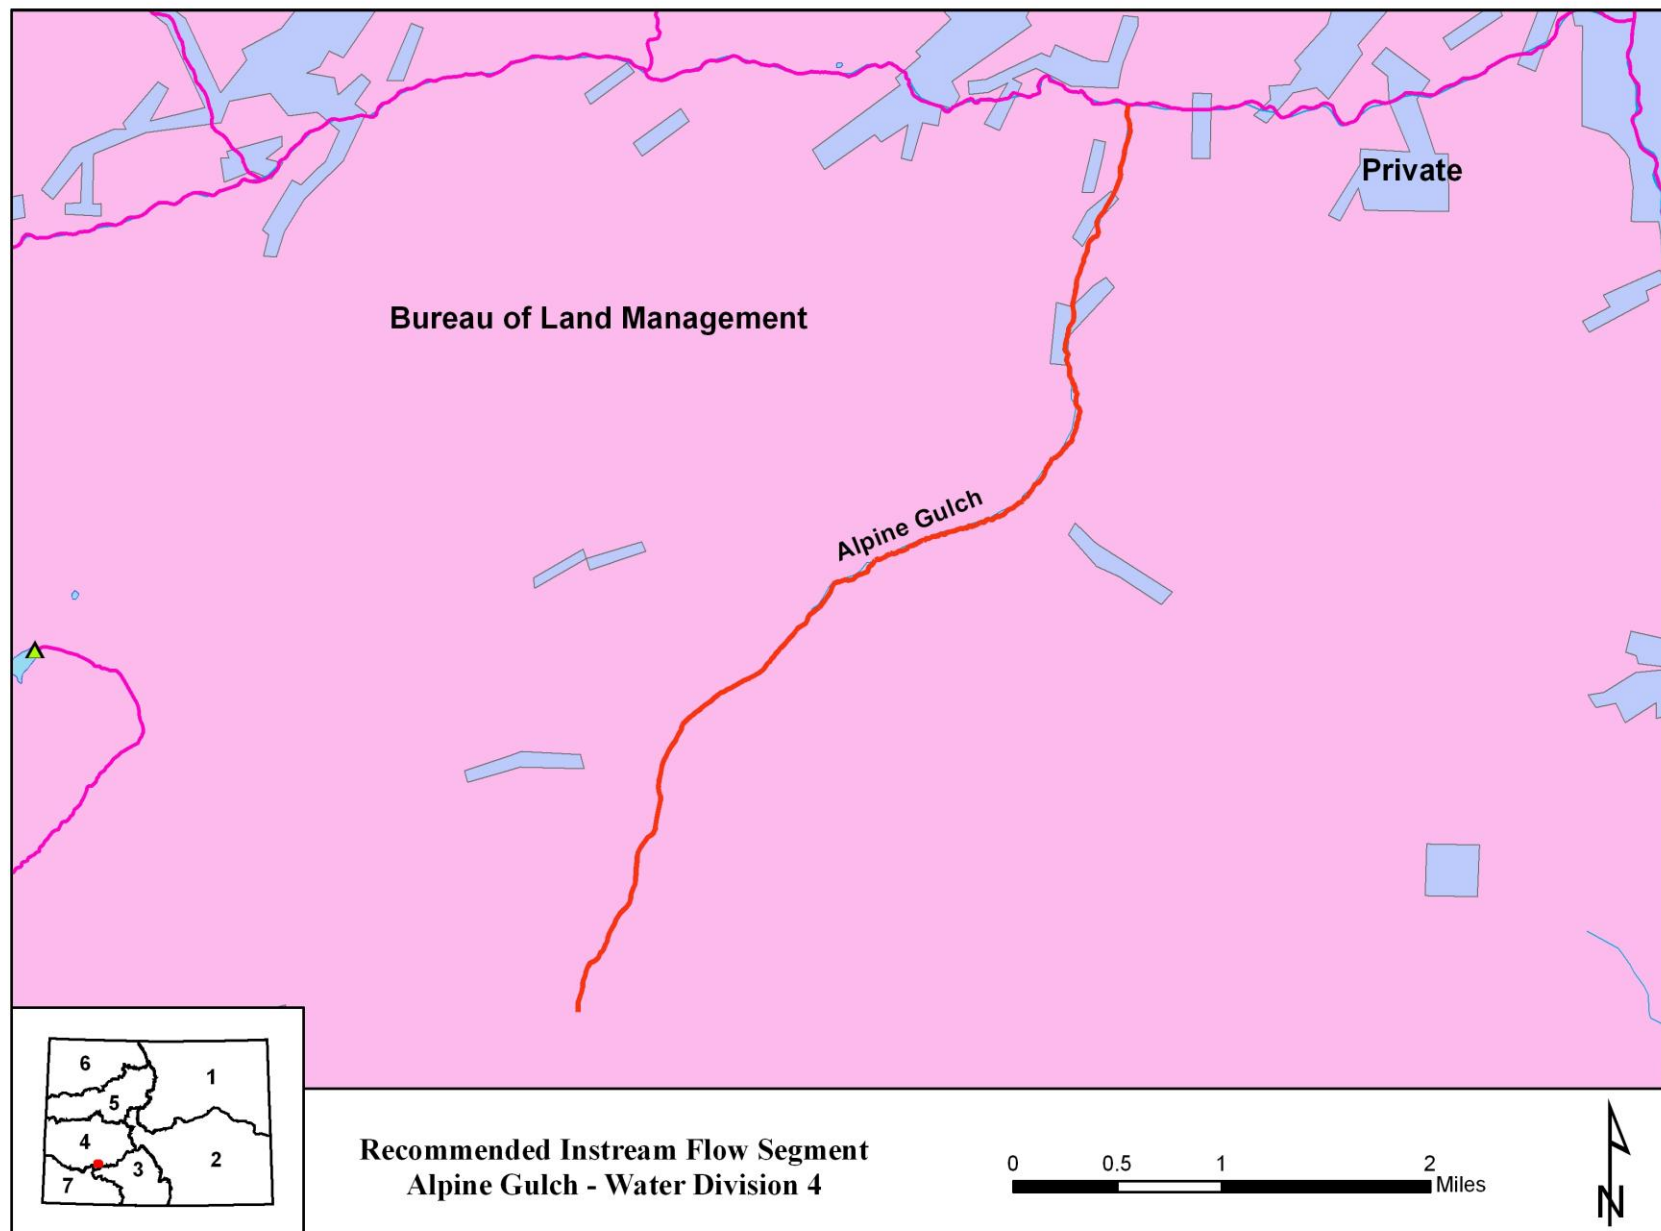 Private
Bureau of Land Management
Alpine Gulch
6
1
5
4
2
3
7
Recommended Instream Flow Segment
Alpine Gulch - Water Division 4
0 0.5 1 2
Miles
N